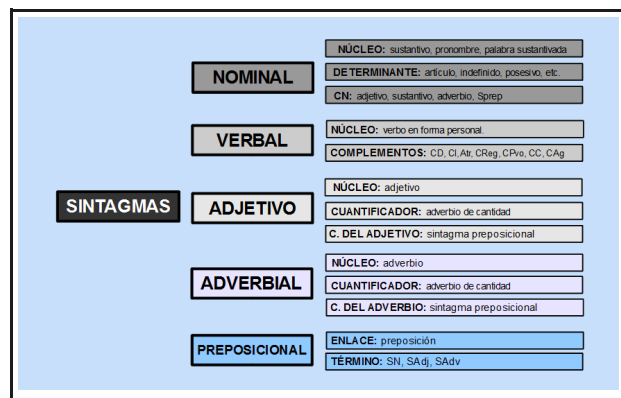 NÚCLEO: sustantivo, pronombre, palabra sustantivada
NOMINAL
DETERMINANTE: artículo, indefinido, posesivo, etc.
CN: adjetivo, sustantivo, adverbio, Sprep
NÚCLEO: verbo en forma personal.
VERBAL
COMPLEMENTOS: CD, CI, Atr, CReg, CPvo, CC, CAg
NÚCLEO: adjetivo
SINTAGMAS
ADJETIVO
CUANTIFICADOR: adverbio de cantidad
C. DEL ADJETIVO: sintagma preposicional
NÚCLEO: adverbio
ADVERBIAL
CUANTIFICADOR: adverbio de cantidad
C. DEL ADVERBIO: sintagma preposicional
ENLACE: preposición
PREPOSICIONAL
TÉRMINO: SN, SAdj, SAdv